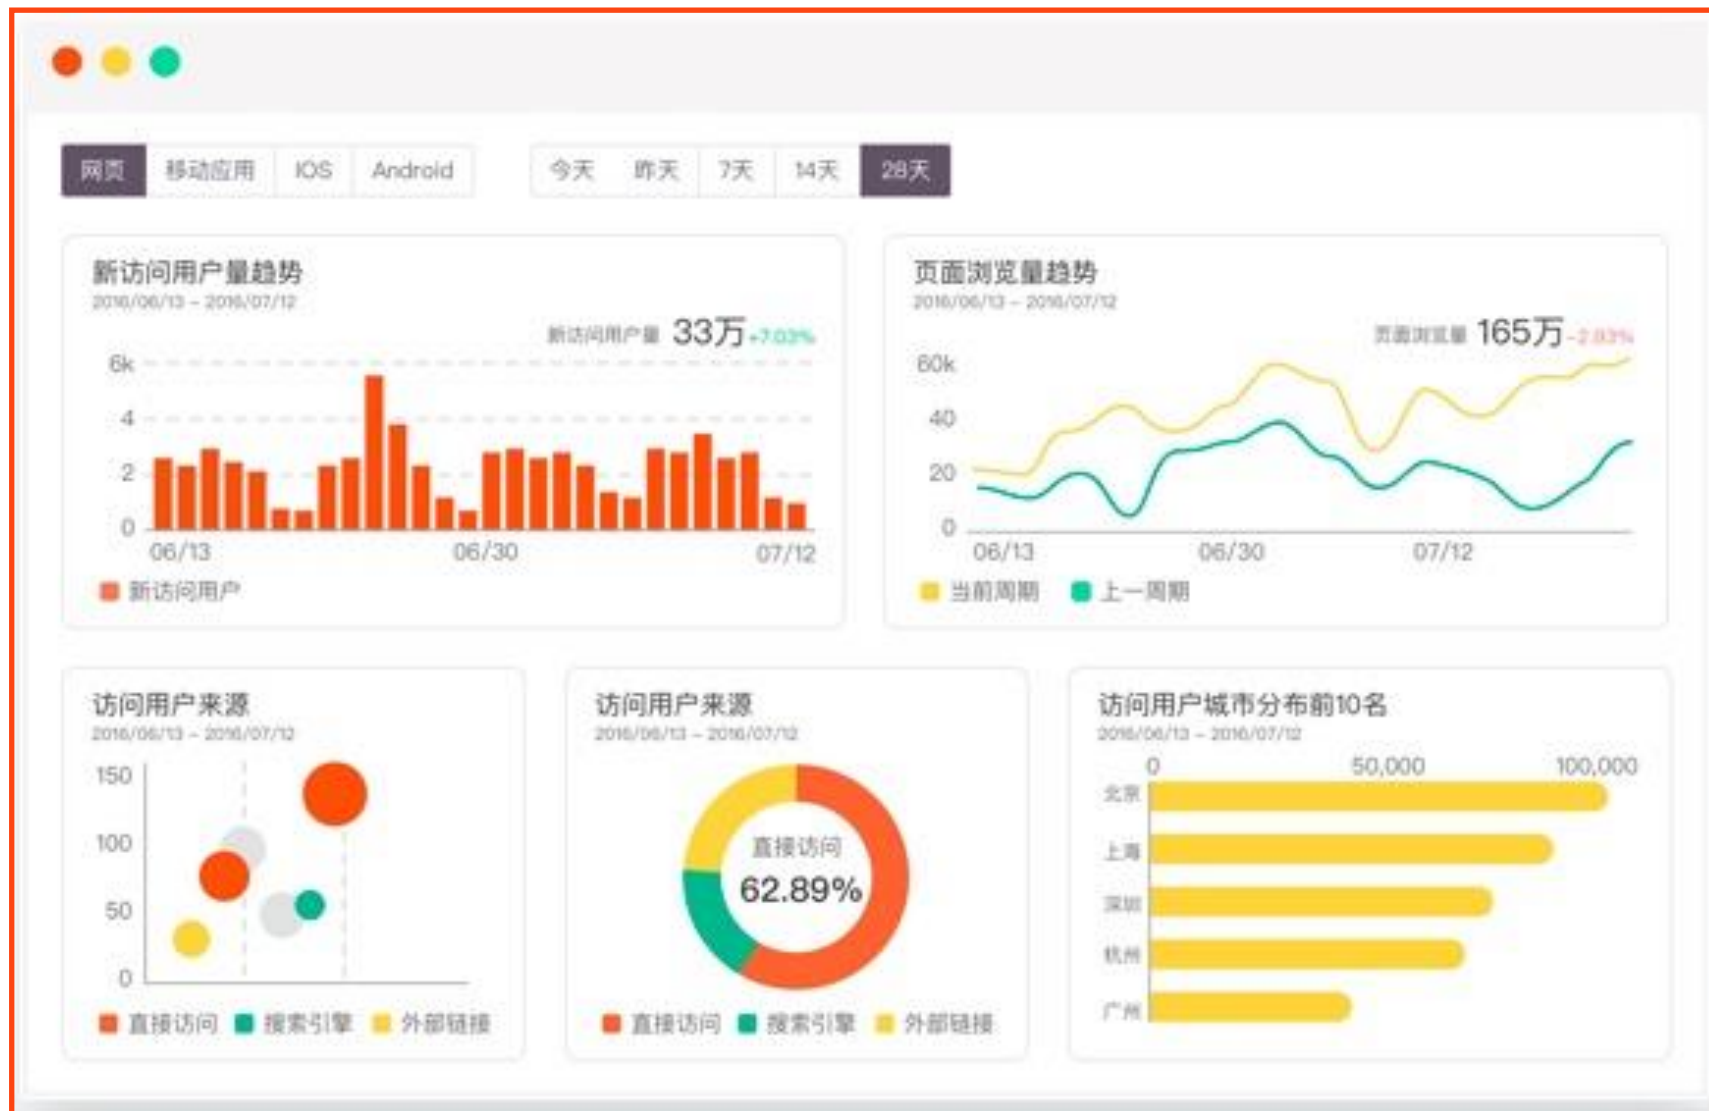 网页 移动应用 IOS Android 今天 昨天 7天 14天 28天
新访问用户量趋势
2016/06/13 – 2016/07/12
新访问用户量 33万 +7.03%
6k
4
2
0
06/13 06/30 07/12
新访问用户
页面浏览量趋势
2016/06/13 – 2016/07/12
页面浏览量 165万 -2.93%
60k
40
20
0
06/13 06/30 07/12
当前周期 上一周期
访问用户来源
2016/06/13 – 2016/07/12
150
100
50
0
直接访问 搜索引擎 外部链接
访问用户来源
2016/06/13 – 2016/07/12
直接访问
62.89%
直接访问 搜索引擎 外部链接
访问用户城市分布前10名
2016/06/13 – 2016/07/12
0 50,000 100,000
北京
上海
深圳
杭州
广州